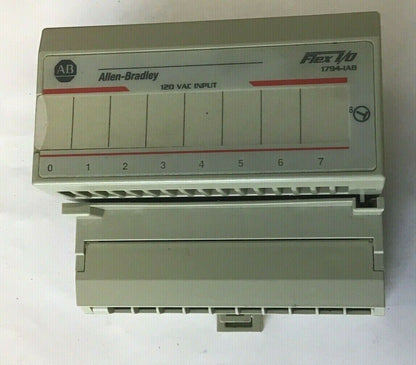 AB
Allen-Bradley
Flex I/O
1794-IA8
120 VAC INPUT
8
0 1 2 3 4 5 6 7